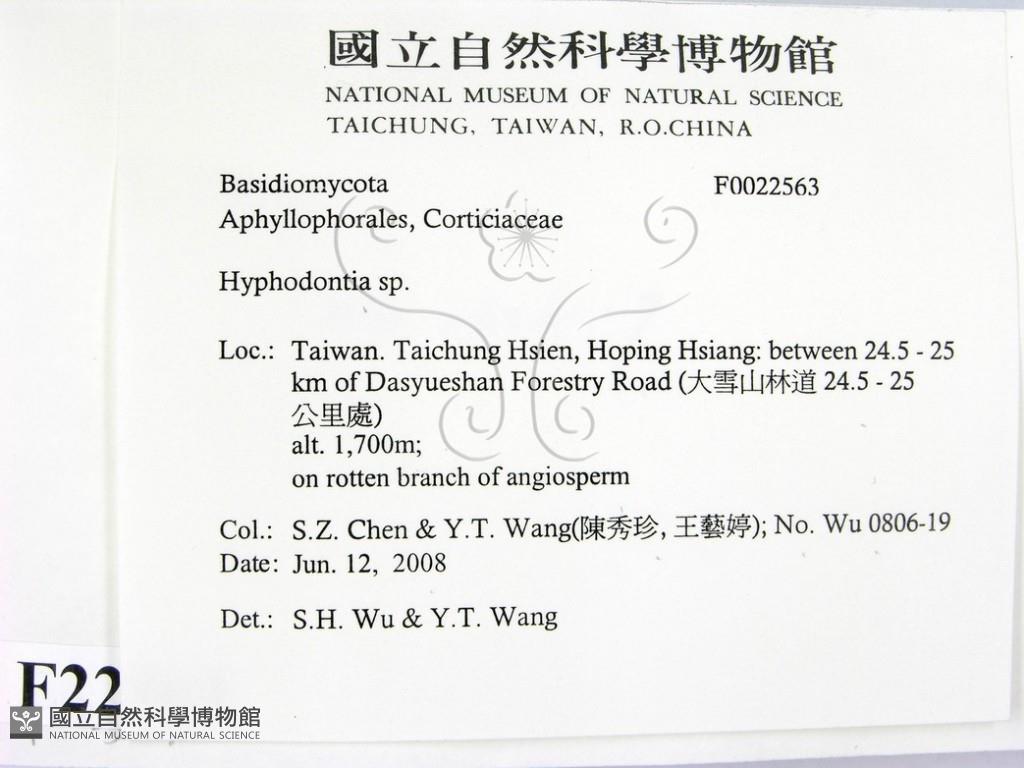 國立自然科學博物館
NATIONAL MUSEUM OF NATURAL SCIENCE
TAICHUNG, TAIWAN, R.O.CHINA
Basidiomycota F0022563
Aphyllophorales, Corticiaceae
Hyphodontia sp.
Loc.: Taiwan. Taichung Hsien, Hoping Hsiang: between 24.5 - 25
km of Dasyueshan Forestry Road (大雪山林道 24.5 - 25
公里處)
alt. 1,700m;
on rotten branch of angiosperm
Col.: S.Z. Chen & Y.T. Wang(陳秀珍, 王藝婷); No. Wu 0806-19
Date: Jun. 12, 2008
Det.: S.H. Wu & Y.T. Wang
F22
國立自然科學博物館
NATIONAL MUSEUM OF NATURAL SCIENCE